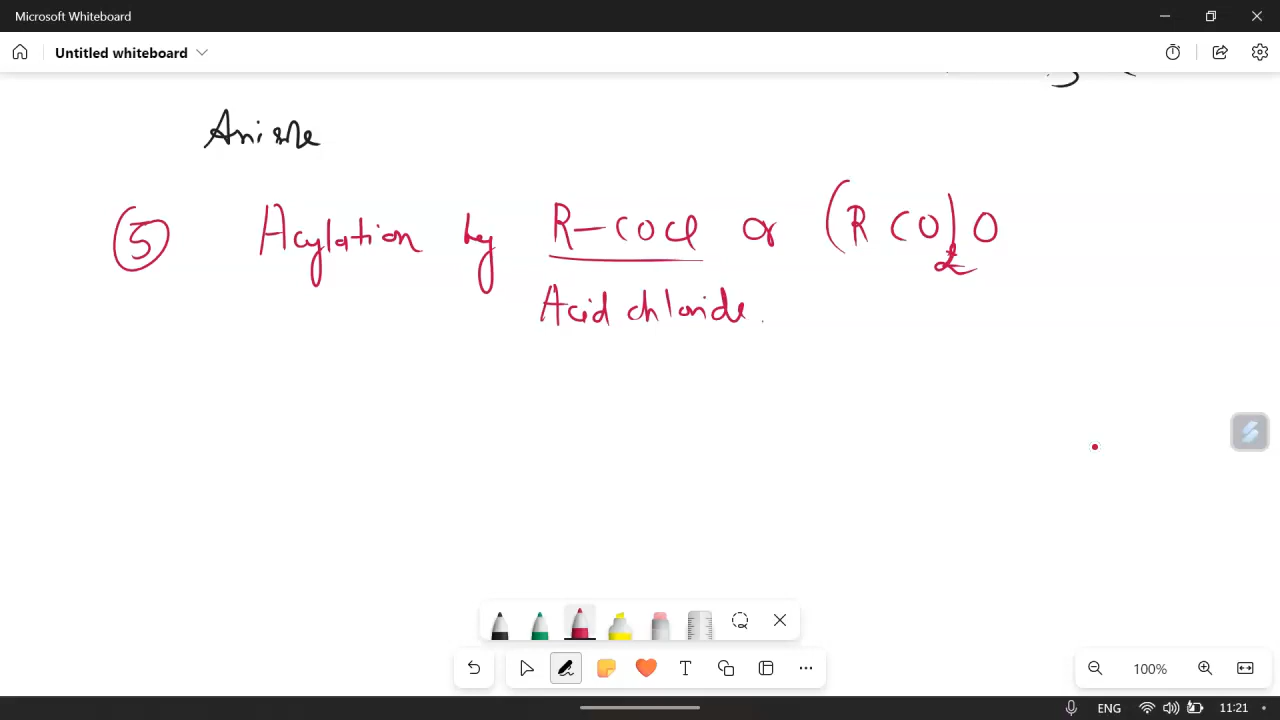 Microsoft Whiteboard
Untitled whiteboard
Anisole
⑤ Acylation by R-COCl or (RCO)₂O
Acid chloride.
T
100%
ENG
11:21